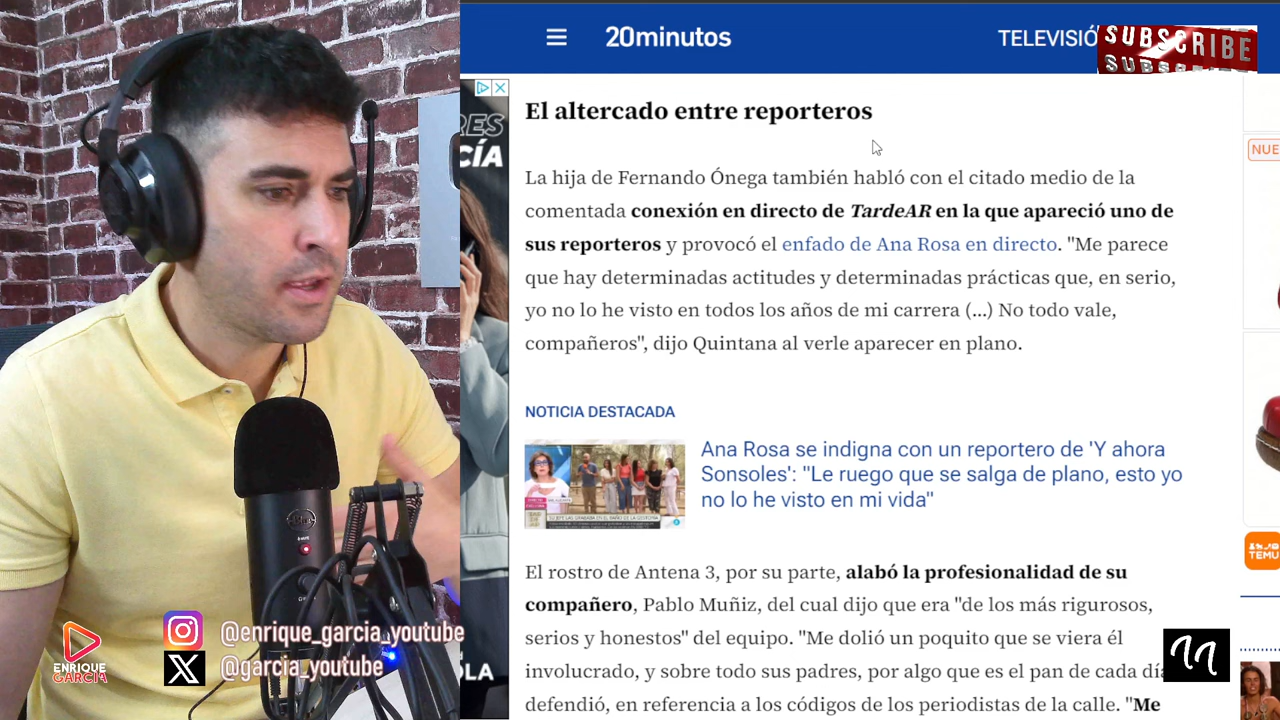 20minutos
TELEVISIÓ
SUBSCRIBE
RES
CÍA
El altercado entre reporteros
NUE
La hija de Fernando Ónega también habló con el citado medio de la
comentada conexión en directo de TardeAR en la que apareció uno de
sus reporteros y provocó el enfado de Ana Rosa en directo. "Me parece
que hay determinadas actitudes y determinadas prácticas que, en serio,
yo no lo he visto en todos los años de mi carrera (...) No todo vale,
compañeros", dijo Quintana al verle aparecer en plano.
NOTICIA DESTACADA
Ana Rosa se indigna con un reportero de 'Y ahora
Sonsoles': "Le ruego que se salga de plano, esto yo
no lo he visto en mi vida"
TEMU
El rostro de Antena 3, por su parte, alabó la profesionalidad de su
compañero, Pablo Muñiz, del cual dijo que era "de los más rigurosos,
serios y honestos" del equipo. "Me dolió un poquito que se viera él
involucrado, y sobre todo sus padres, por algo que es el pan de cada día
defendió, en referencia a los códigos de los periodistas de la calle. "Me
OLA
ENRIQUE
GARCIA
@enrique_garcia_youtube
@garcia_youtube